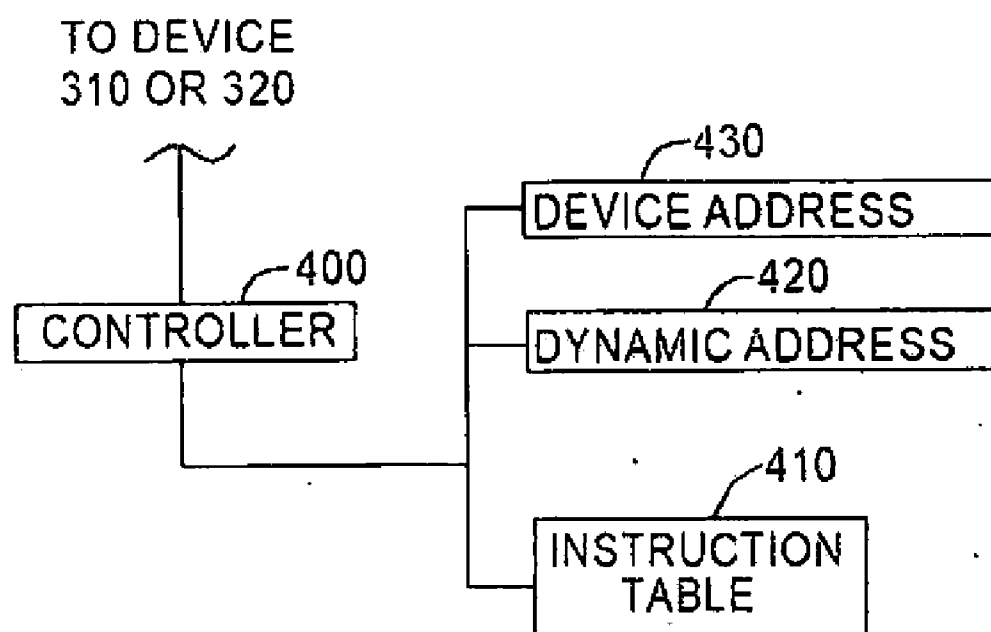 TO DEVICE
310 OR 320
430
DEVICE ADDRESS
400
CONTROLLER
420
DYNAMIC ADDRESS
410
INSTRUCTION
TABLE